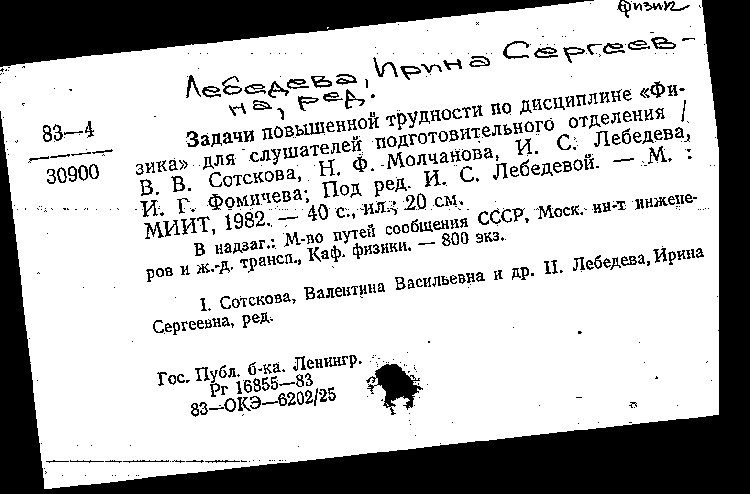 физик
Лебедева, Ирина Сергеев-
на, ред.
83—4
30900
Задачи повышенной трудности по дисциплине «Фи-
зика» для слушателей подготовительного отделения /
В. В. Сотскова, Н. Ф. Молчанова, И. С. Лебедева,
И. Г. Фомичева; Под ред. И. С. Лебедевой. — М. :
МИИТ, 1982. — 40 с., ил.; 20 см.
В надзаг.: М-во путей сообщения СССР, Моск. ин-т инжене-
ров и ж.-д. трансп., Каф. физики. — 800 экз.
I. Сотскова, Валентина Васильевна и др. II. Лебедева, Ирина
Сергеевна, ред.
Гос. Публ. б-ка. Ленингр.
Рг 16855—83
83—ОКЭ—6202/25